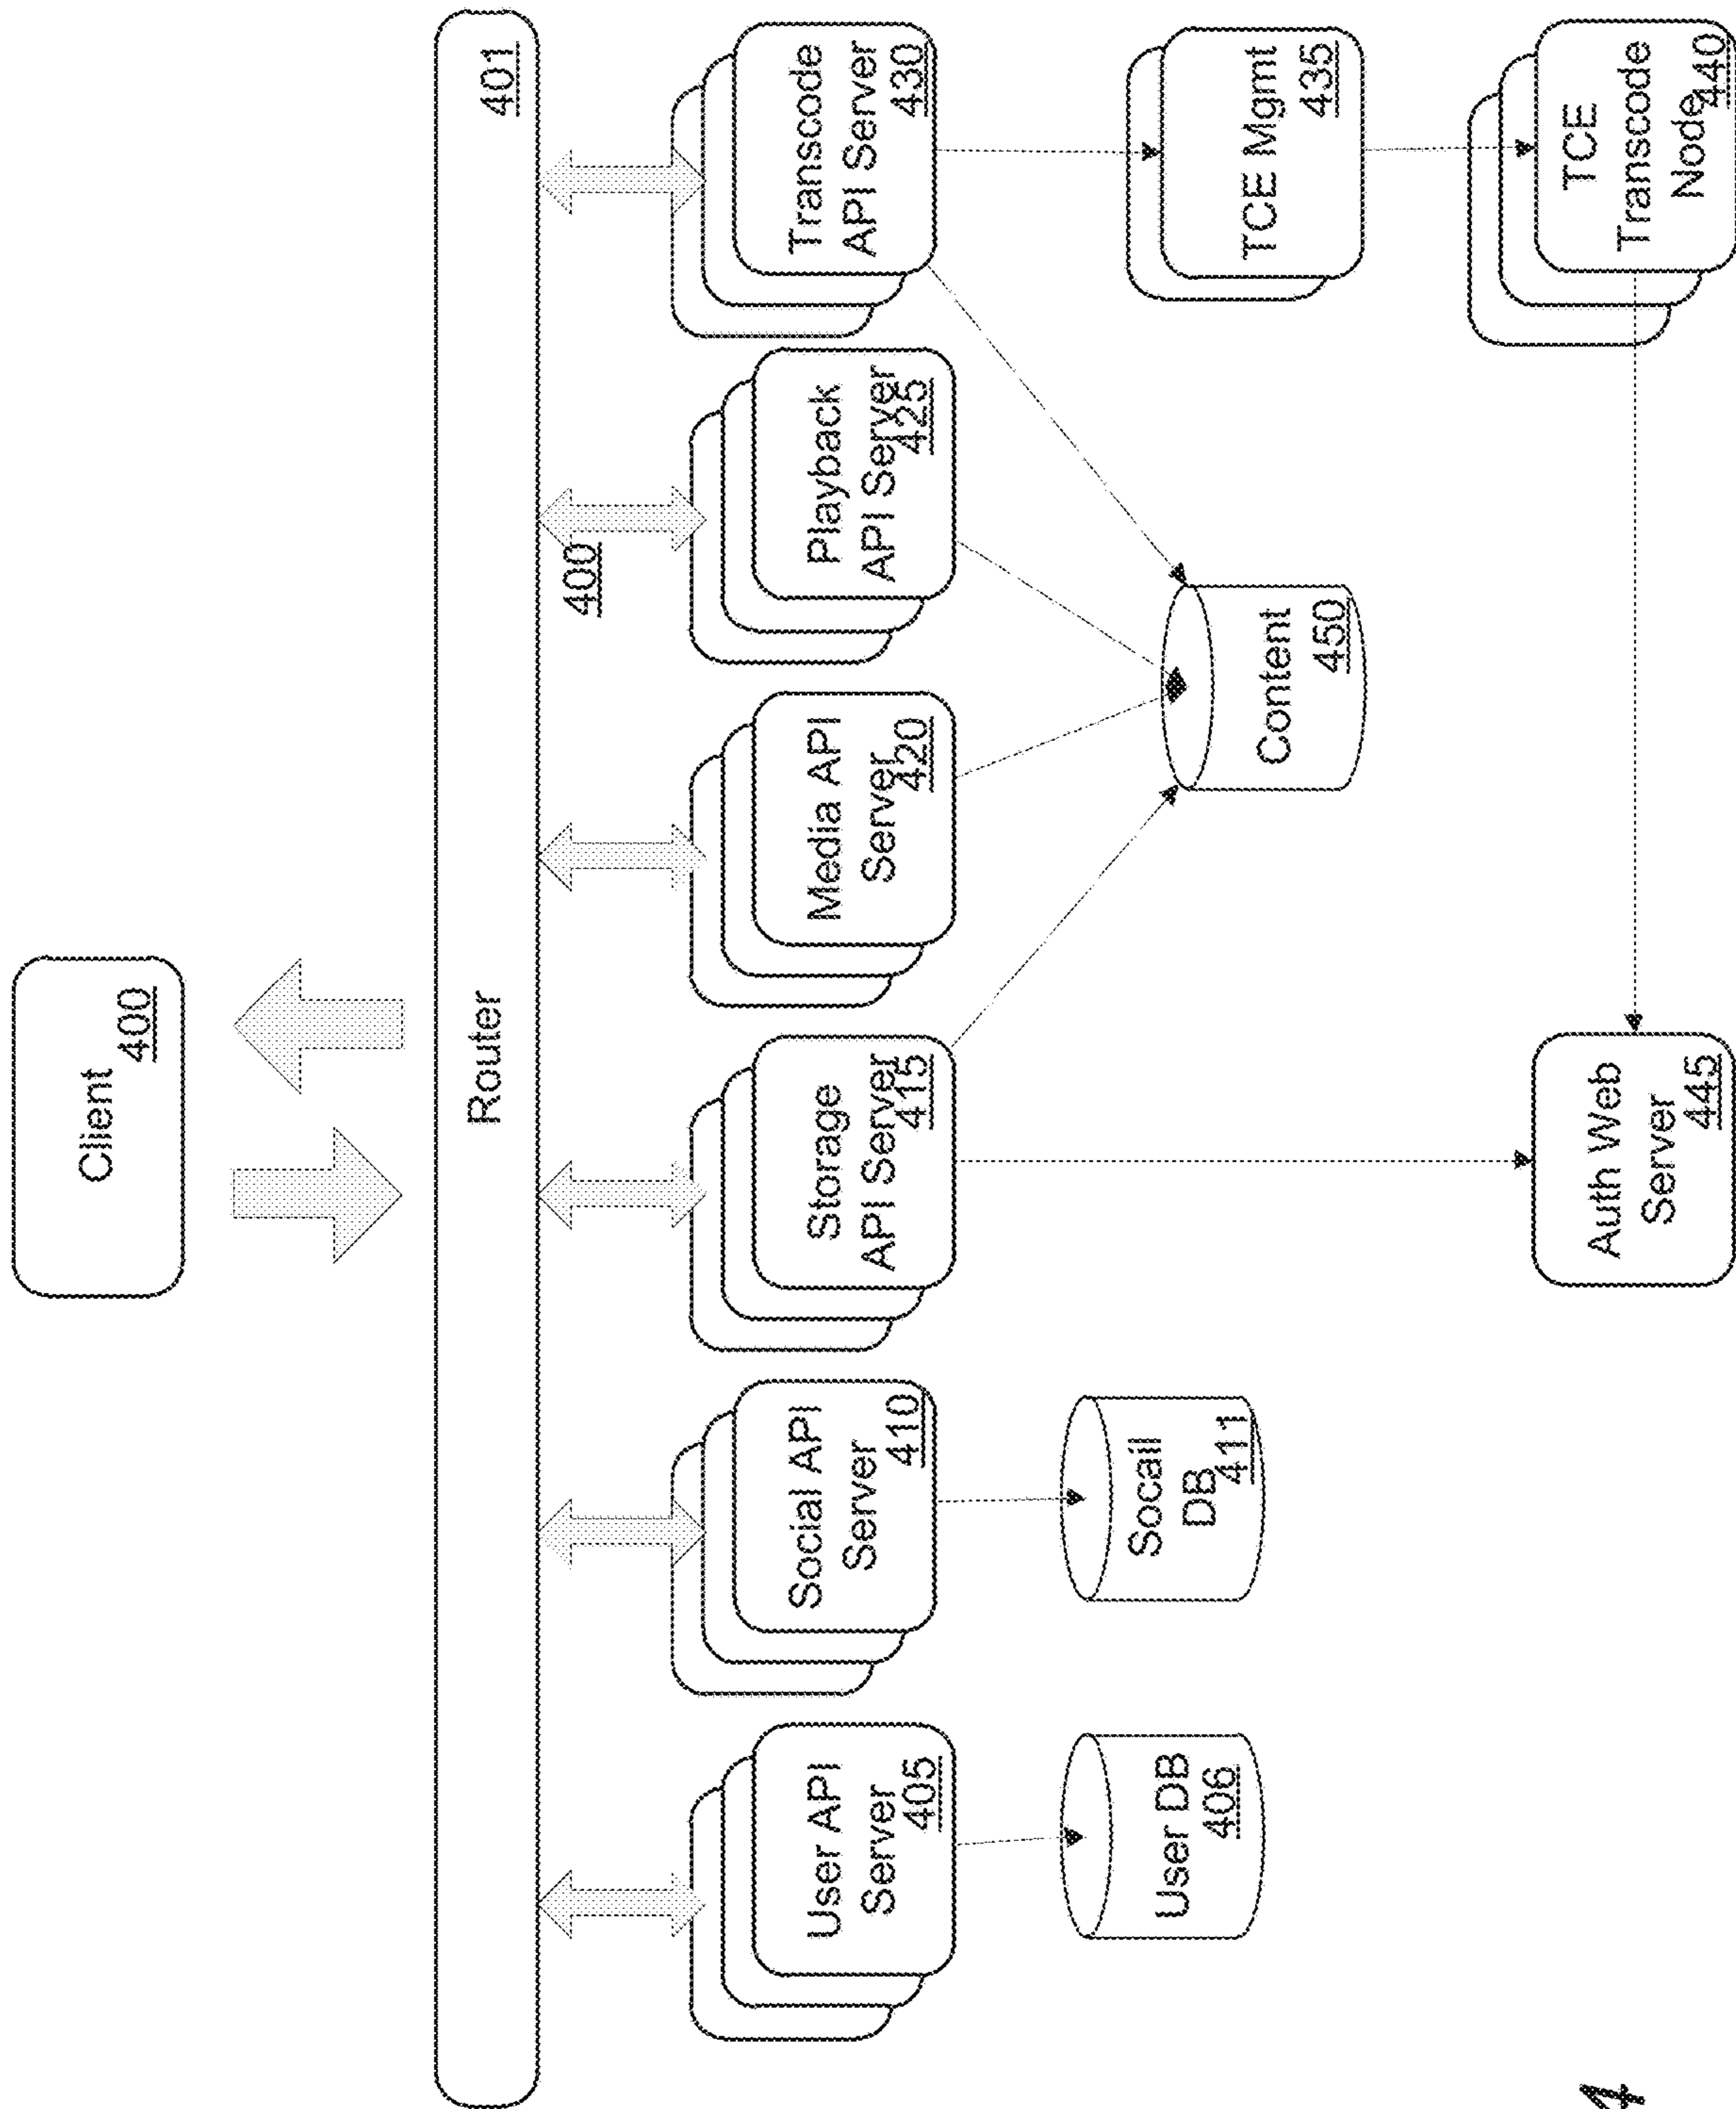 Client
400
Router
401
400
User API
Server
405
Social API
Server
410
Storage
API Server
415
Media API
Server
420
Playback
API Server
425
Transcode
API Server
430
User DB
406
Socail
DB
411
Content
450
TCE Mgmt
435
Auth Web
Server
445
TCE
Transcode
Node
440
4